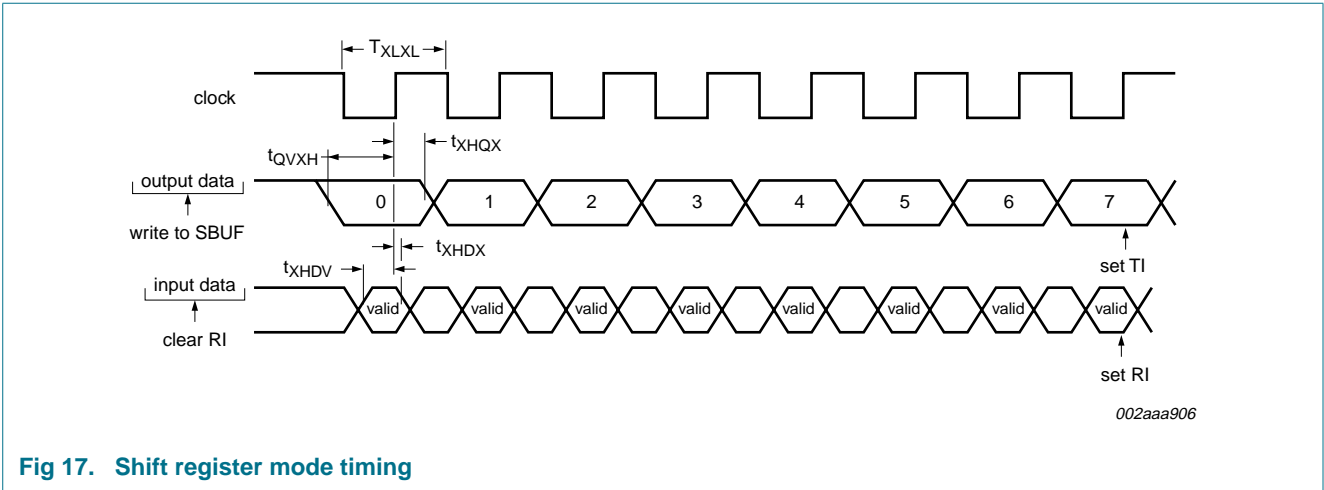 TXLXL
clock
tXHQX
tQVXH
output data
0 1 2 3 4 5 6 7
write to SBUF
tXHDX
set TI
tXHDV
input data
valid valid valid valid valid valid valid valid
clear RI
set RI
002aaa906
Fig 17. Shift register mode timing